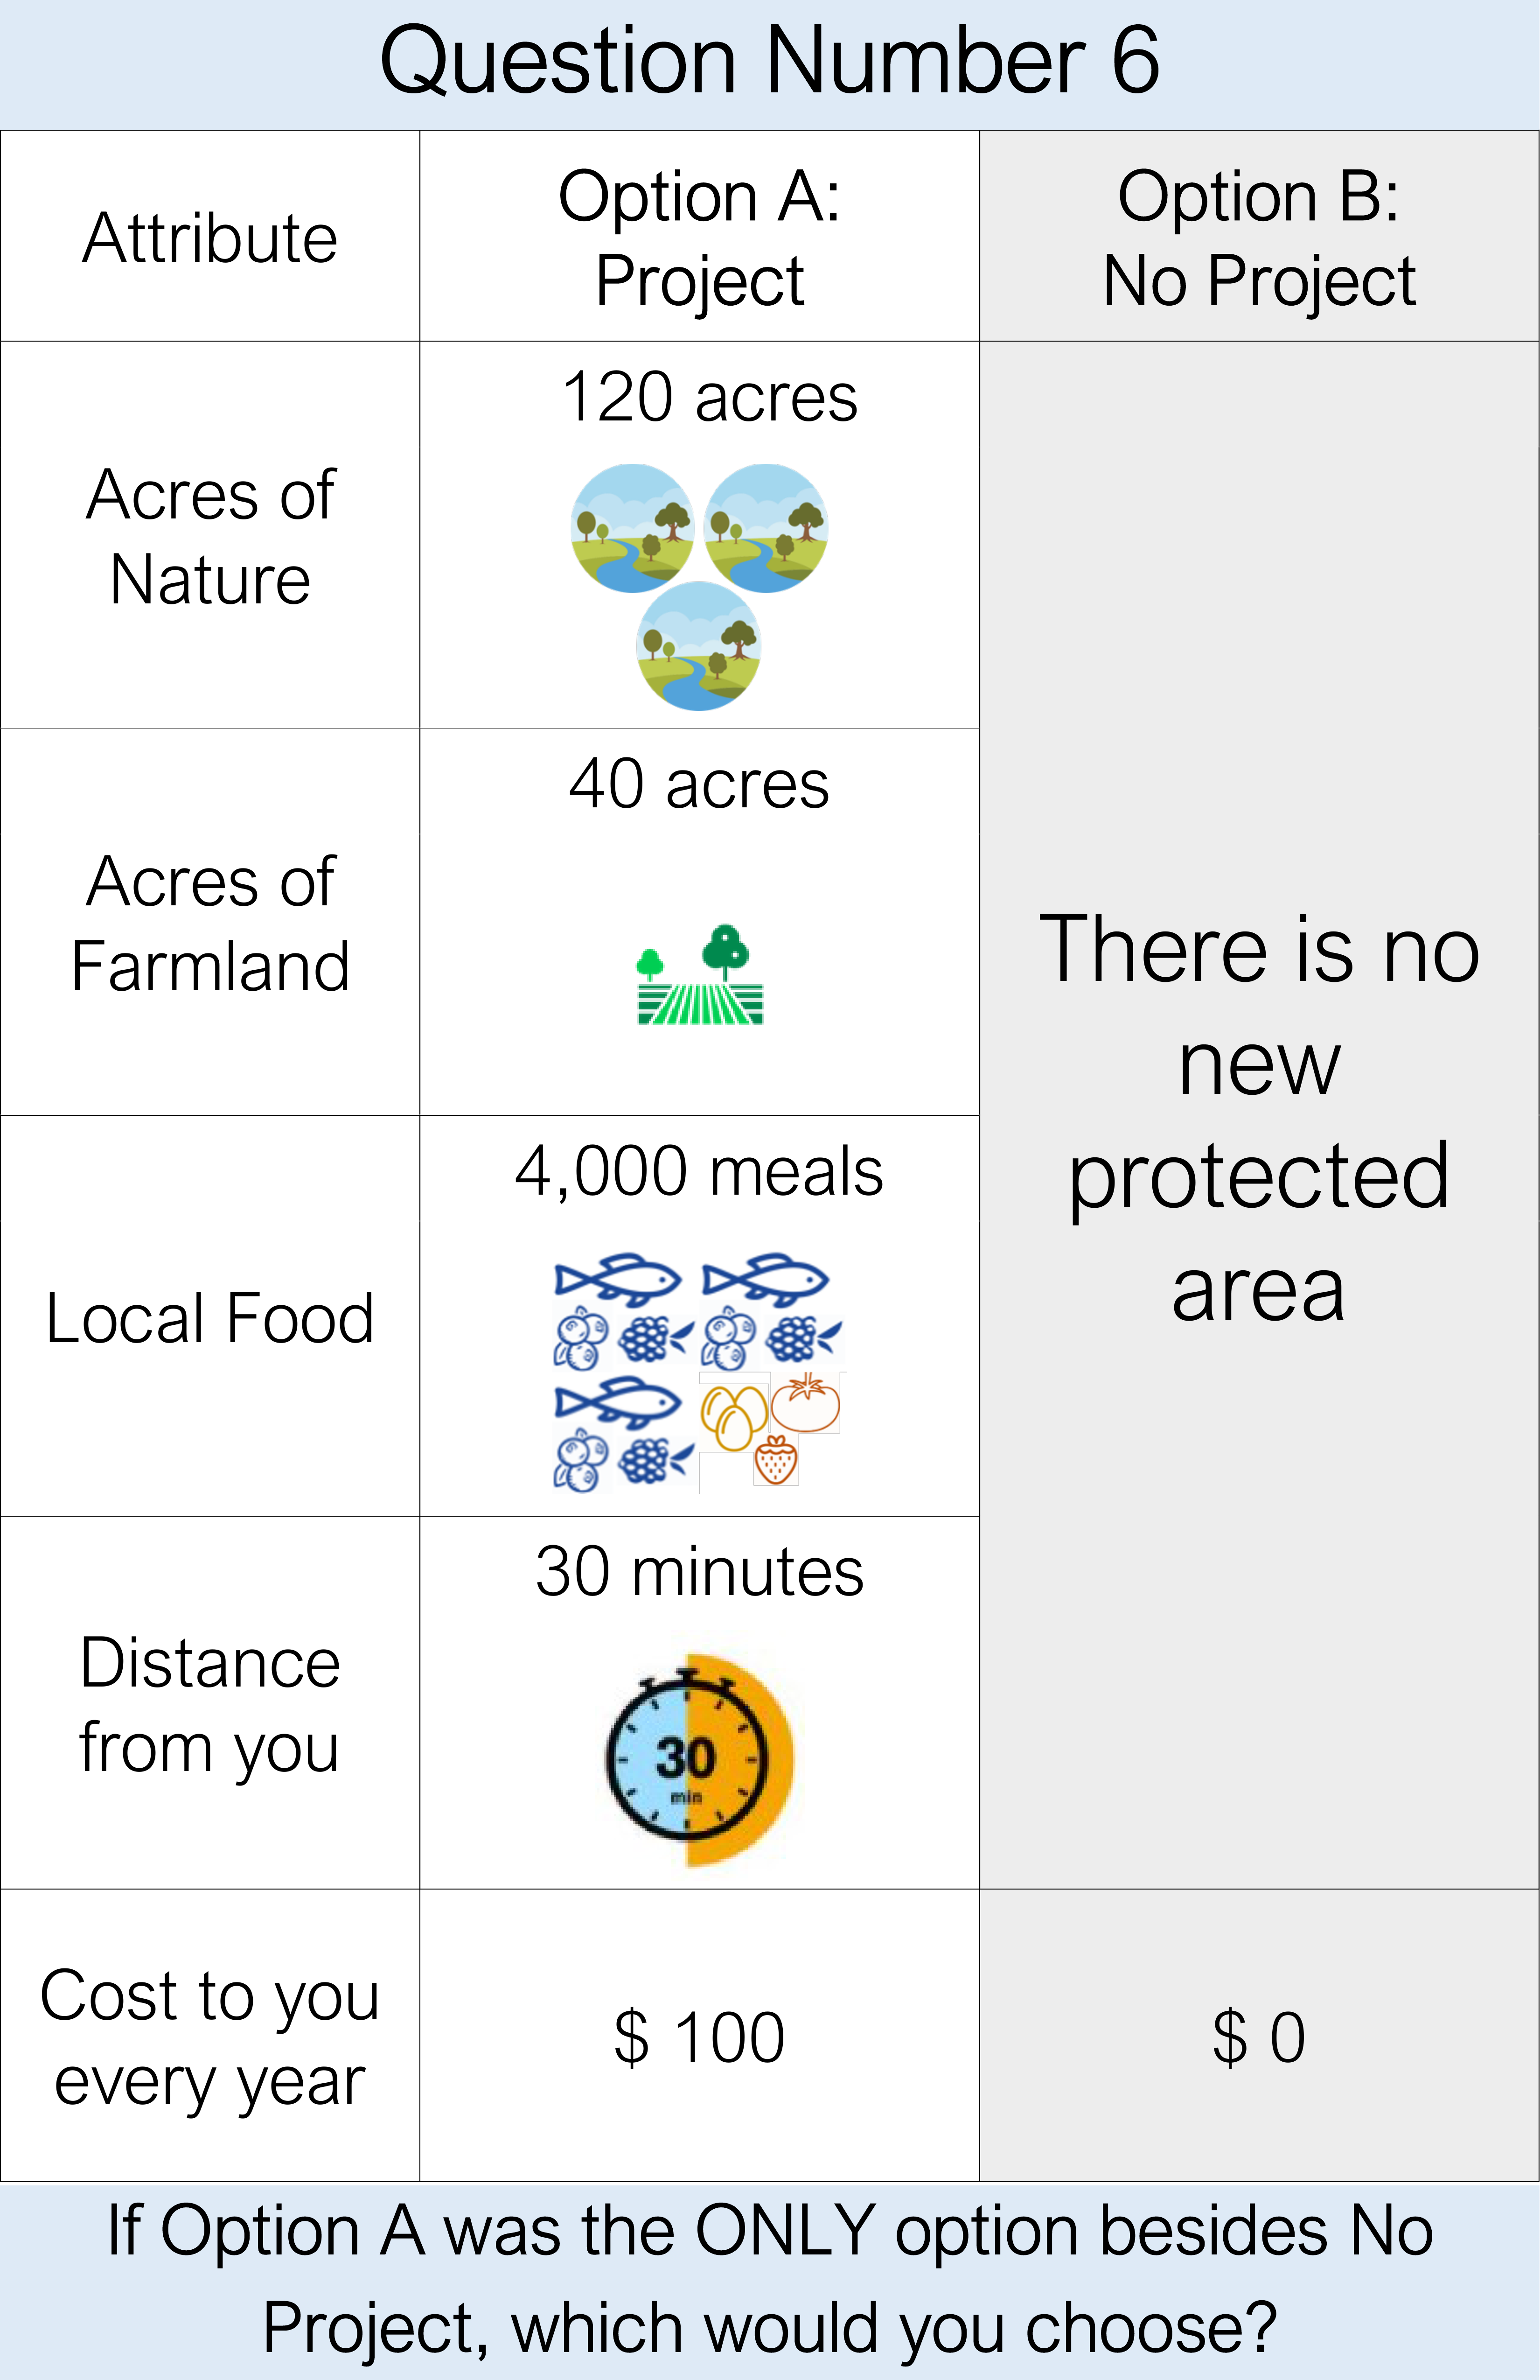 Question Number 6
Attribute
Option A:
Project
Option B:
No Project
Acres of
Nature
120 acres
Acres of
Farmland
40 acres
There is no
new
protected
area
Local Food
4,000 meals
Distance
from you
30 minutes
30
min
Cost to you
every year
$ 100
$ 0
If Option A was the ONLY option besides No
Project, which would you choose?